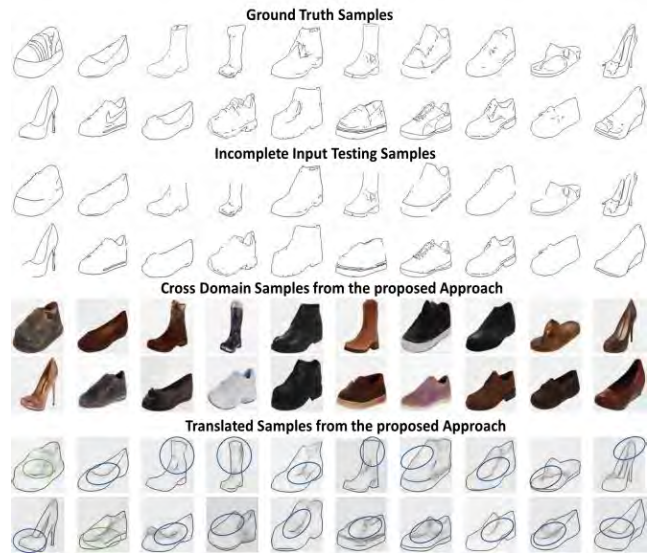 Ground Truth Samples
Incomplete Input Testing Samples
Cross Domain Samples from the proposed Approach
Translated Samples from the proposed Approach